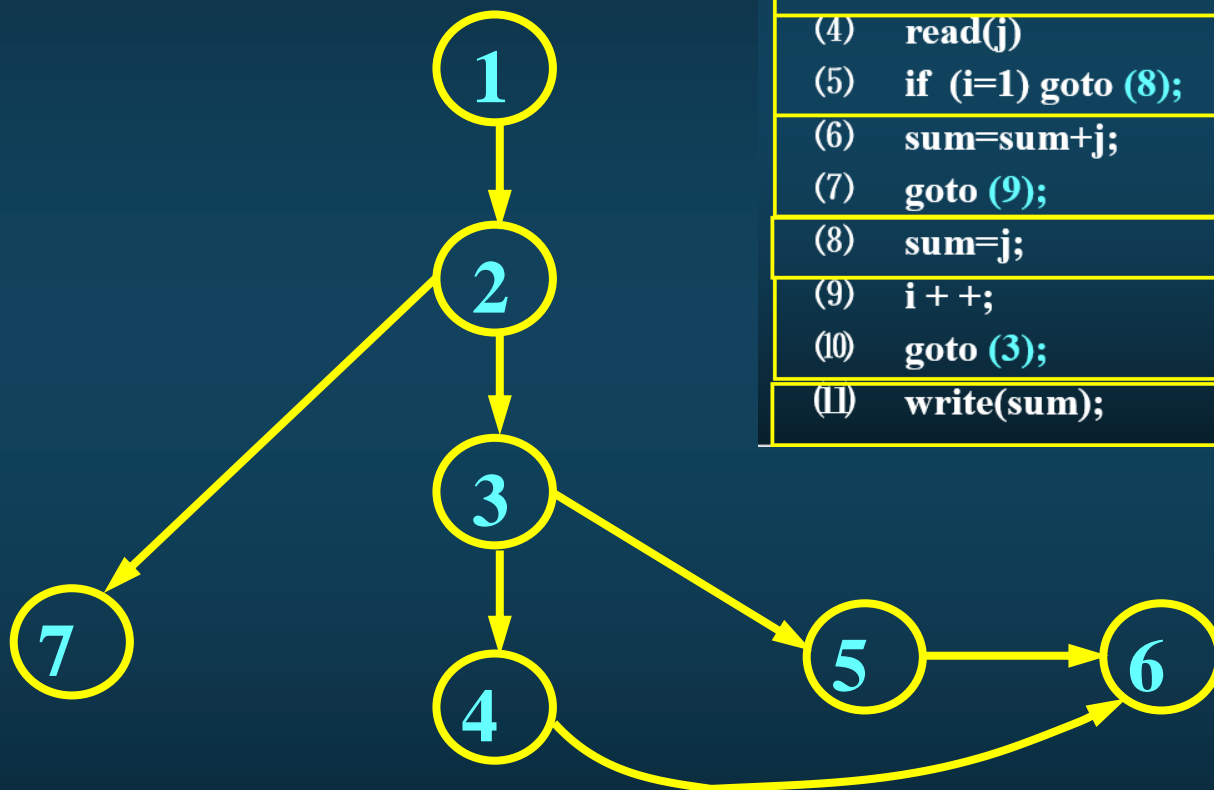 1
⑷ read(j)
⑸ if (i=1) goto (8);
⑹ sum=sum+j;
⑺ goto (9);
2
⑻ sum=j;
⑼ i + +;
⑽ goto (3);
⑾ write(sum);
3
7
5
6
4